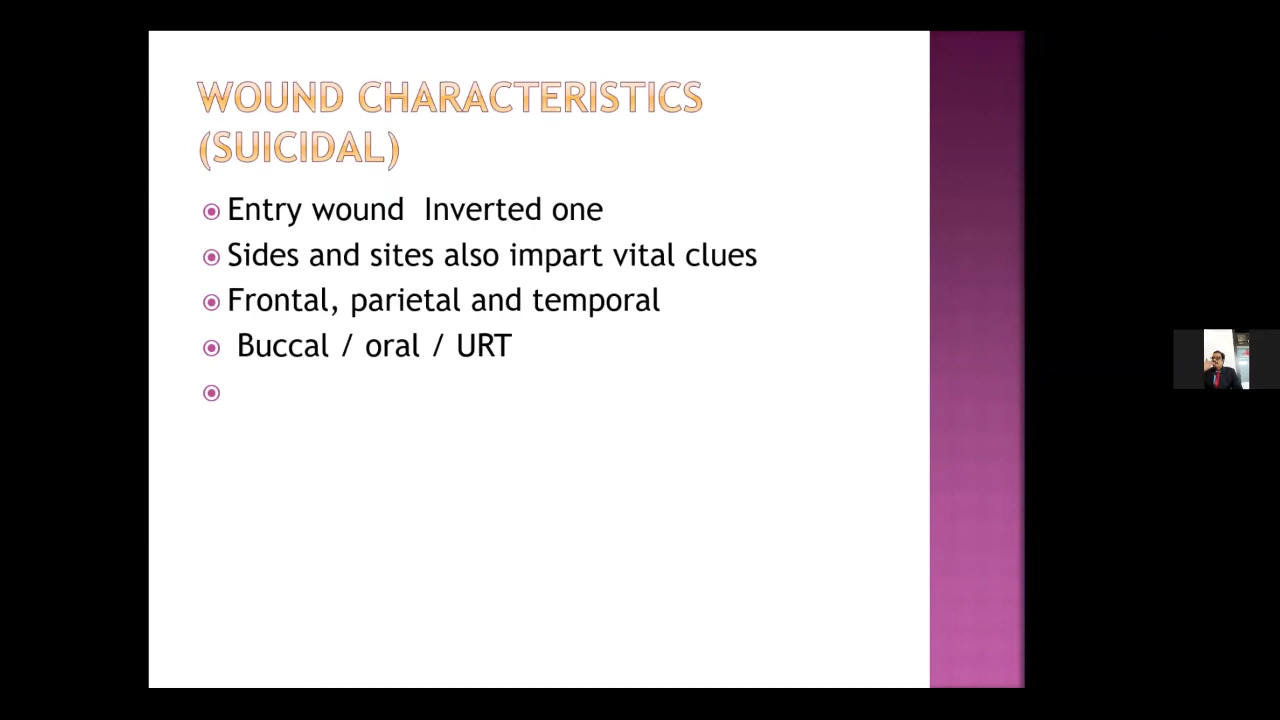 WOUND CHARACTERISTICS
(SUICIDAL)
Entry wound  Inverted one
Sides and sites also impart vital clues
Frontal, parietal and temporal
Buccal / oral / URT